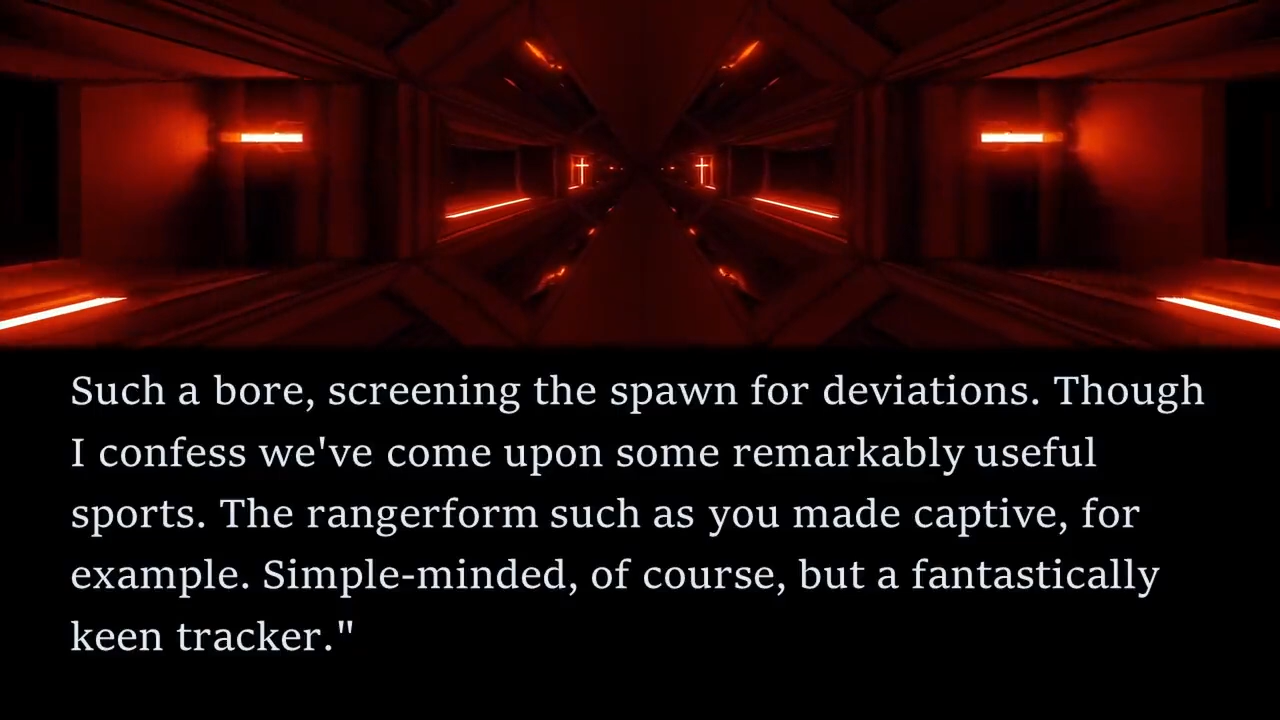 Such a bore, screening the spawn for deviations. Though
I confess we've come upon some remarkably useful
sports. The rangerform such as you made captive, for
example. Simple-minded, of course, but a fantastically
keen tracker."